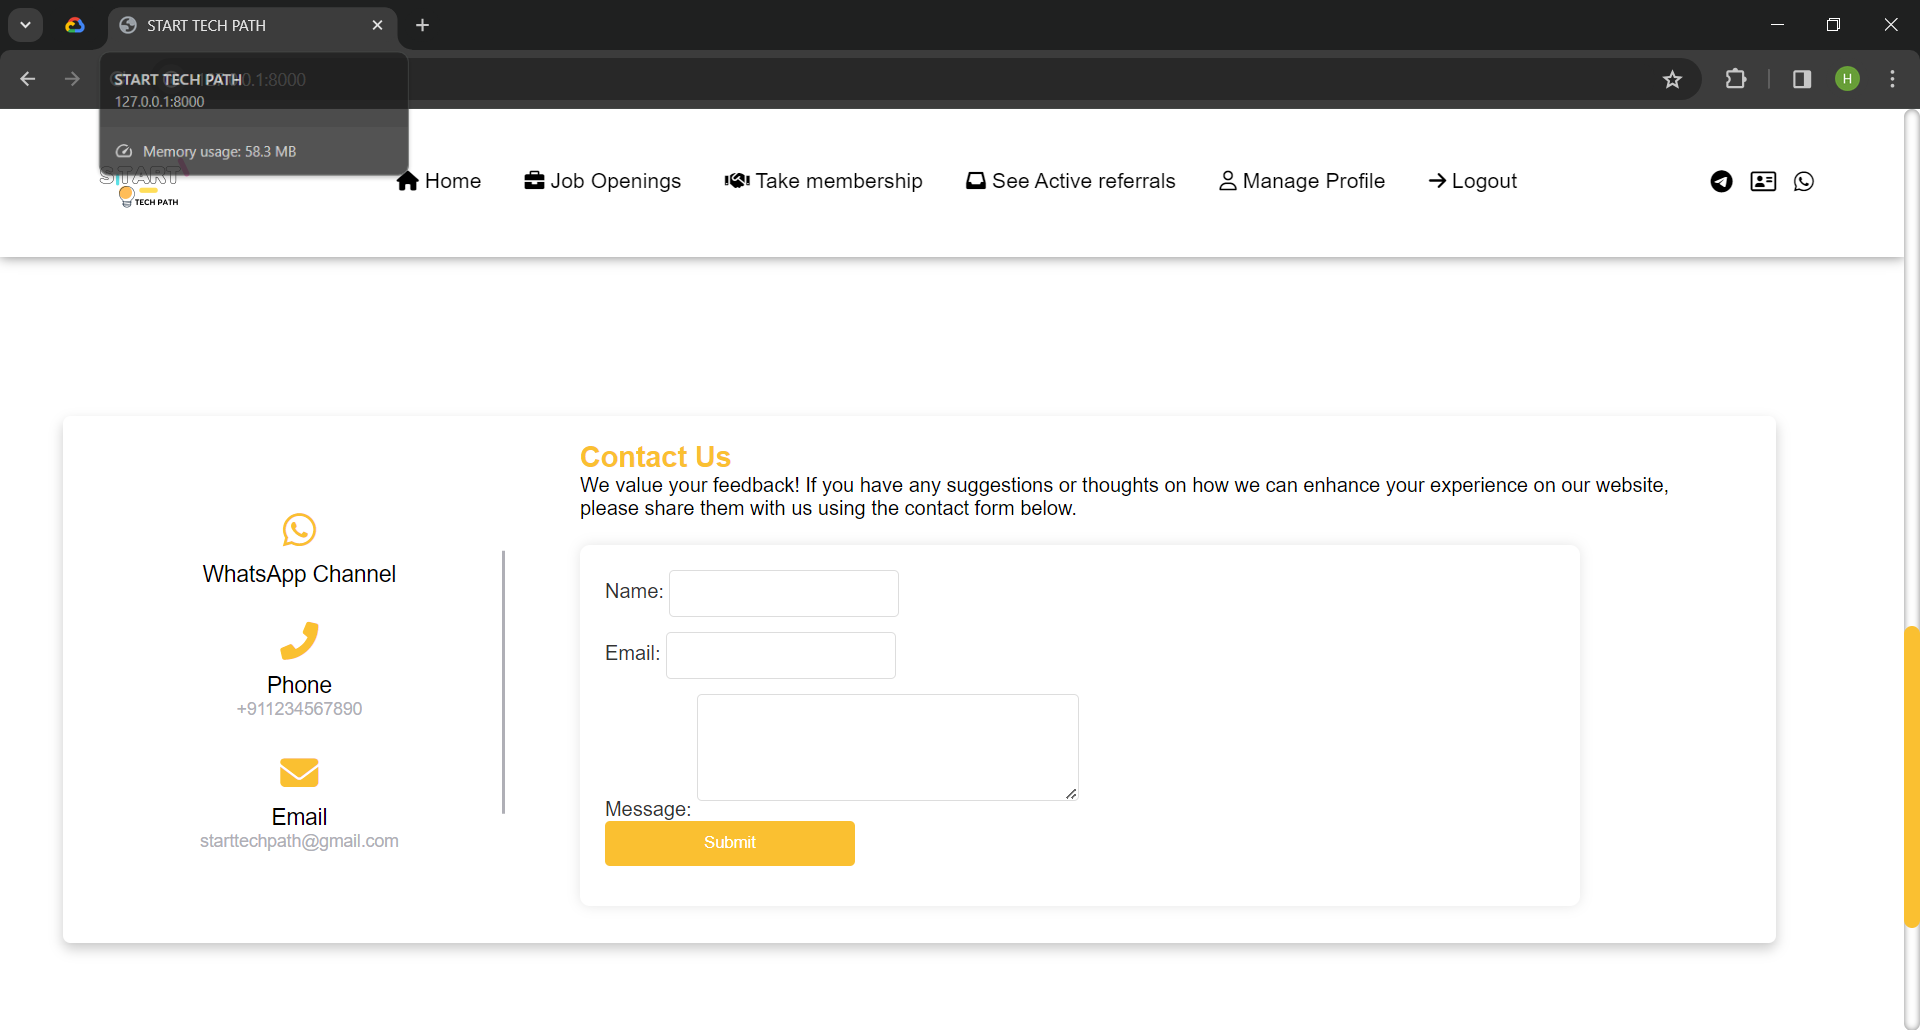 START TECH PATH
START TECH PATH
127.0.0.1:8000
Memory usage: 58.3 MB
H
START
TECH PATH
Home
Job Openings
Take membership
See Active referrals
Manage Profile
Logout
Contact Us
We value your feedback! If you have any suggestions or thoughts on how we can enhance your experience on our website,
please share them with us using the contact form below.
WhatsApp Channel
Phone
+911234567890
Email
starttechpath@gmail.com
Name:
Email:
Message:
Submit